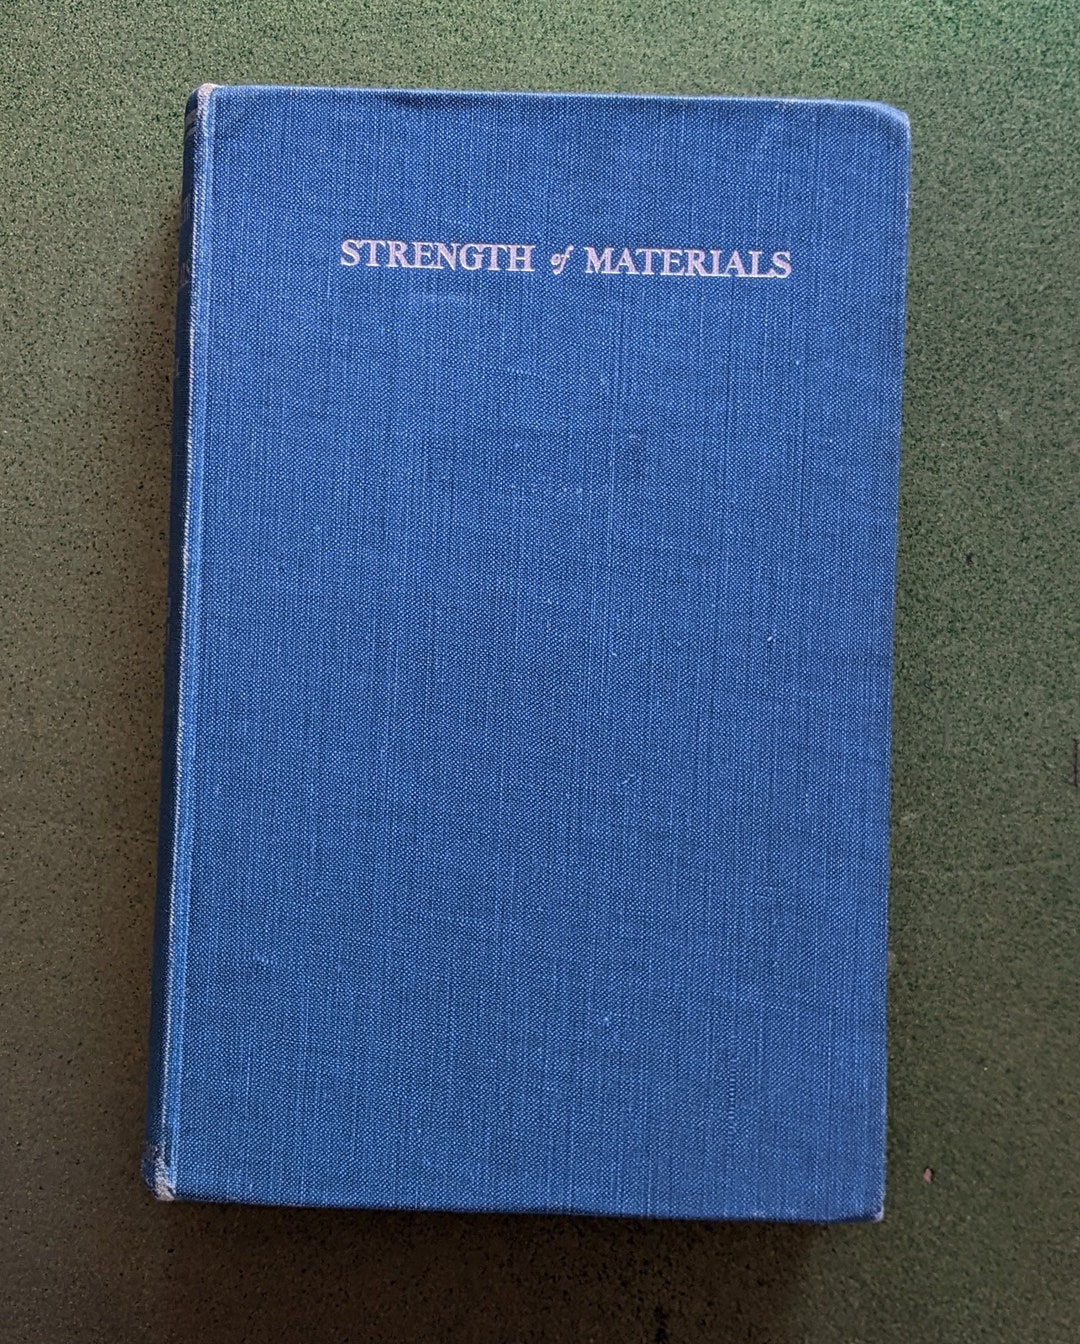 STRENGTH of MATERIALS